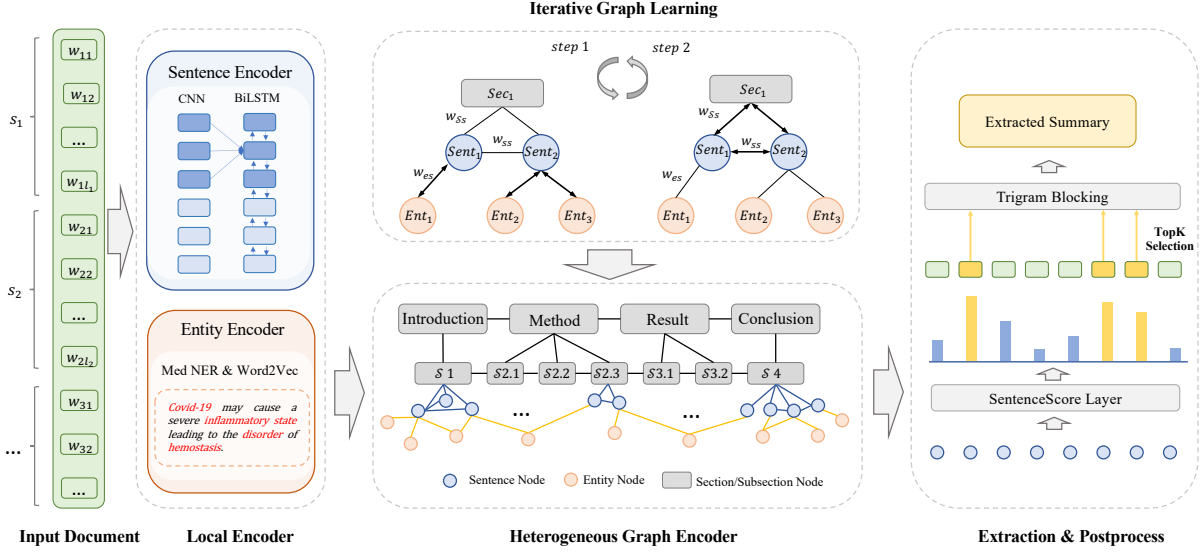 Iterative Graph Learning
s1
w11
w12
...
w1l1
s2
w21
w22
...
w2l2
...
w31
w32
...
Input Document
Sentence Encoder
CNN
BiLSTM
Entity Encoder
Med NER & Word2Vec
Covid-19 may cause a
severe inflammatory state
leading to the disorder of
hemostasis.
Local Encoder
step 1
step 2
Sec1
wSs
Sent1
wss
Sent2
wes
Ent1
Ent2
Ent3
Sec1
wSs
Sent1
wss
Sent2
wes
Ent1
Ent2
Ent3
Introduction
Method
Result
Conclusion
S 1
S2.1
S2.2
S2.3
S3.1
S3.2
S 4
...
...
Sentence Node
Entity Node
Section/Subsection Node
Heterogeneous Graph Encoder
Extracted Summary
Trigram Blocking
TopK
Selection
SentenceScore Layer
Extraction & Postprocess